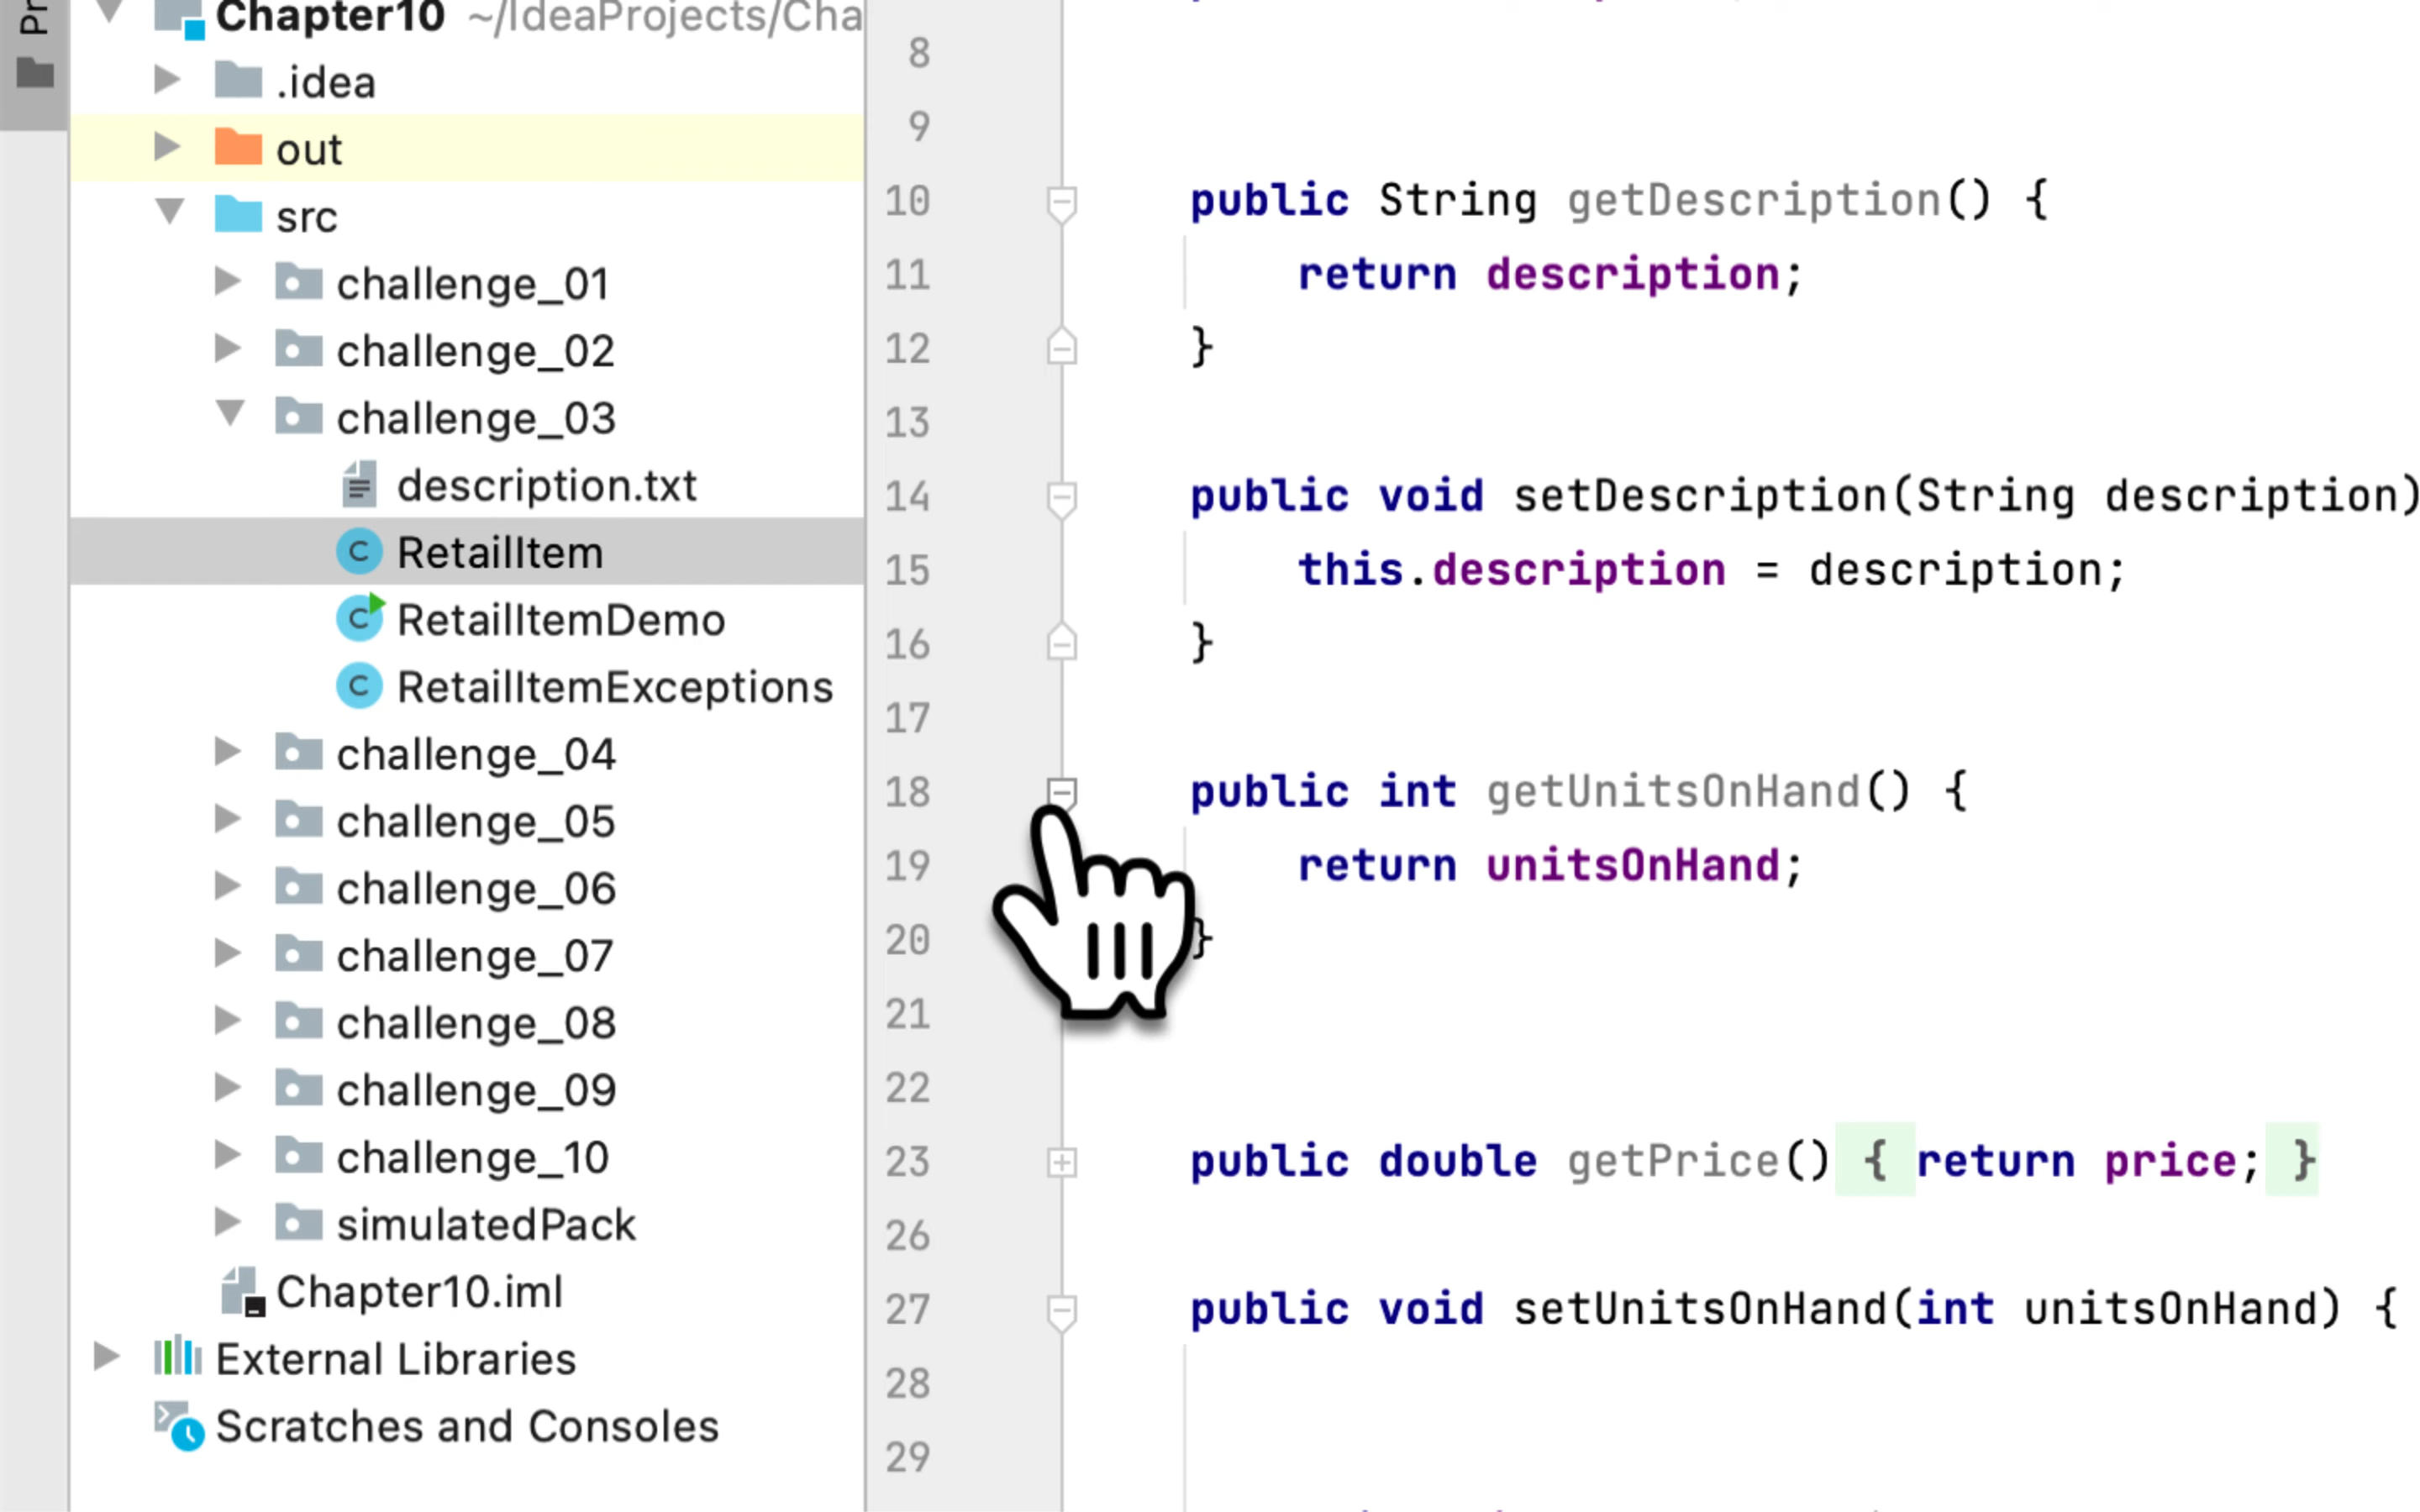 Pr
Chapter10 ~/IdeaProjects/Cha
.idea
out
src
challenge_01
challenge_02
challenge_03
description.txt
RetailItem
RetailItemDemo
RetailItemExceptions
challenge_04
challenge_05
challenge_06
challenge_07
challenge_08
challenge_09
challenge_10
simulatedPack
Chapter10.iml
External Libraries
Scratches and Consoles
8
9
10 public String getDescription() {
11 return description;
12 }
13
14 public void setDescription(String description)
15 this.description = description;
16 }
17
18 public int getUnitsOnHand() {
19 return unitsOnHand;
20 }
21
22
23 public double getPrice() { return price; }
26
27 public void setUnitsOnHand(int unitsOnHand) {
28
29